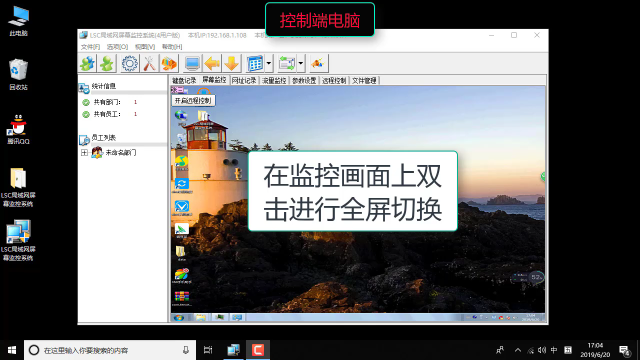 控制端电脑
此电脑
回收站
腾讯QQ
LSC局域网屏
幕监控系统
LSC局域网屏
幕监控系统
LSC局域网屏幕监控系统(4用户版) 本机IP:192.168.1.108
文件[F] 选项[O] 视图[V] 帮助[H]
统计信息
共有部门: 1
共有员工: 1
员工列表
未命名部门
键盘记录 屏幕监控 网址记录 流量监控 参数设置 远程控制 文件管理
开启远程控制
在监控画面上双
击进行全屏切换
在这里输入你要搜索的内容
中
17:04
2019/6/20